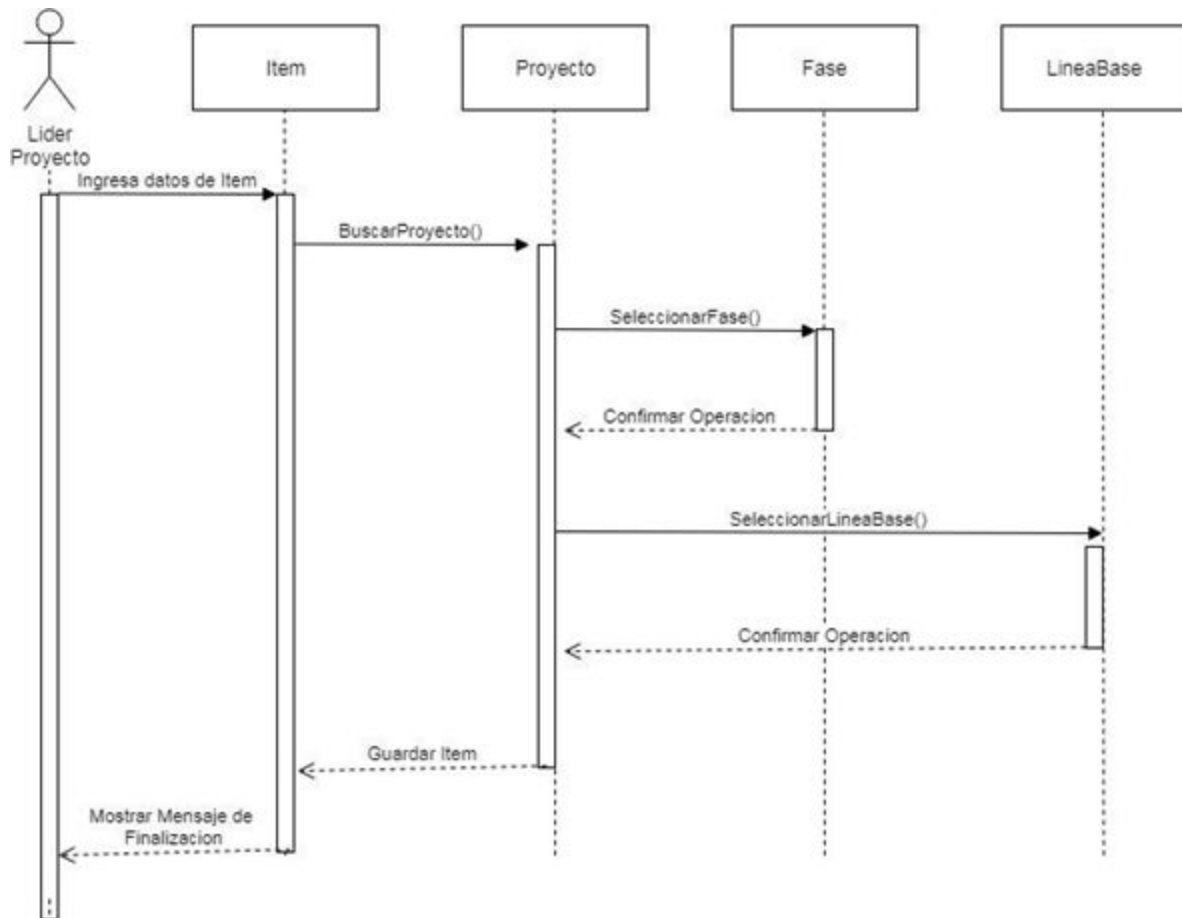 Item
Proyecto
Fase
LineaBase
Lider
Proyecto
Ingresa datos de Item
BuscarProyecto()
SeleccionarFase()
Confirmar Operacion
SeleccionarLineaBase()
Confirmar Operacion
Guardar Item
Mostrar Mensaje de
Finalizacion